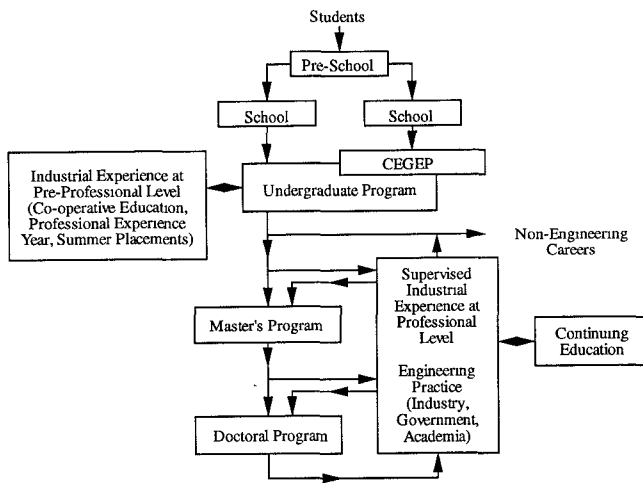 Students
Pre-School
School
School
CEGEP
Undergraduate Program
Industrial Experience at
Pre-Professional Level
(Co-operative Education,
Professional Experience
Year, Summer Placements)
Non-Engineering
Careers
Supervised
Industrial
Experience at
Professional
Level
Master's Program
Continuing
Education
Engineering
Practice
(Industry,
Government,
Academia)
Doctoral Program